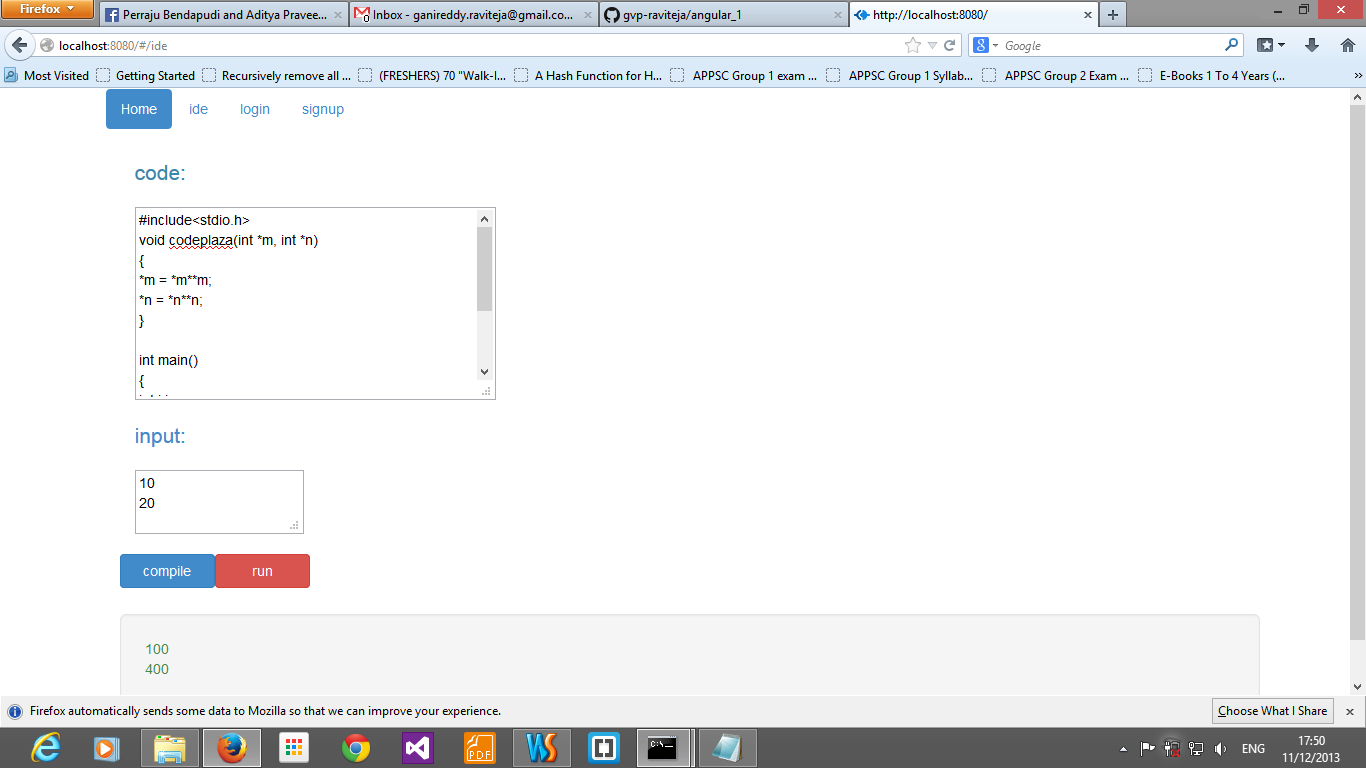 Firefox
Perraju Bendapudi and Aditya Pravee...
Inbox - ganireddy.raviteja@gmail.co...
gvp-raviteja/angular_1
http://localhost:8080/
localhost:8080/#/ide
Google
Most Visited
Getting Started
Recursively remove all ...
(FRESHERS) 70 "Walk-I...
A Hash Function for H...
APPSC Group 1 exam ...
APPSC Group 1 Syllab...
APPSC Group 2 Exam ...
E-Books 1 To 4 Years (...
Home
ide
login
signup
code:
#include<stdio.h>
void codeplaza(int *m, int *n)
{
*m = *m**m;
*n = *n**n;
}
int main()
{
input:
10
20
compile
run
100
400
Firefox automatically sends some data to Mozilla so that we can improve your experience.
Choose What I Share
ENG
17:50
11/12/2013